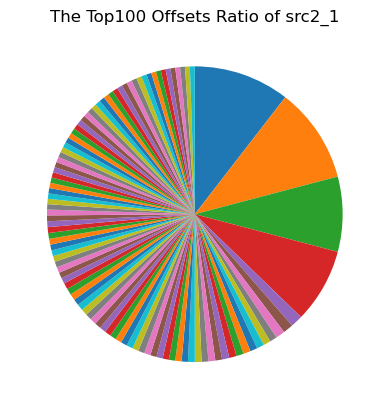 The Top100 Offsets Ratio of src2_1